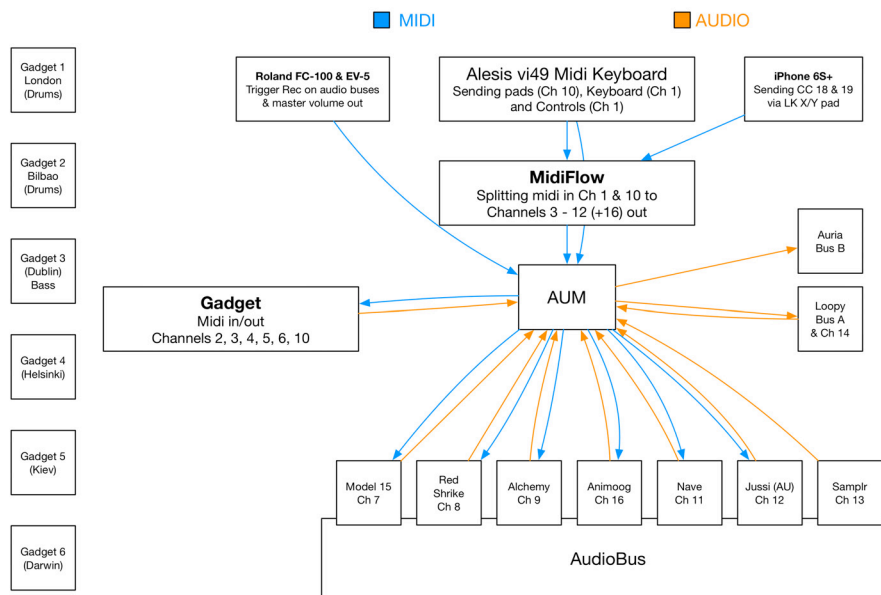 MIDI
AUDIO
Gadget 1
London
(Drums)
Roland FC-100 & EV-5
Trigger Rec on audio buses
& master volume out
Alesis vi49 Midi Keyboard
Sending pads (Ch 10), Keyboard (Ch 1)
and Controls (Ch 1)
iPhone 6S+
Sending CC 18 & 19
via LK X/Y pad
Gadget 2
Bilbao
(Drums)
MidiFlow
Splitting midi in Ch 1 & 10 to
Channels 3 - 12 (+16) out
Gadget 3
(Dublin)
Bass
Auria
Bus B
AUM
Gadget
Midi in/out
Channels 2, 3, 4, 5, 6, 10
Loopy
Bus A
& Ch 14
Gadget 4
(Helsinki)
Gadget 5
(Kiev)
Model 15
Ch 7
Red
Shrike
Ch 8
Alchemy
Ch 9
Animoog
Ch 16
Nave
Ch 11
Jussi (AU)
Ch 12
Samplr
Ch 13
Gadget 6
(Darwin)
AudioBus